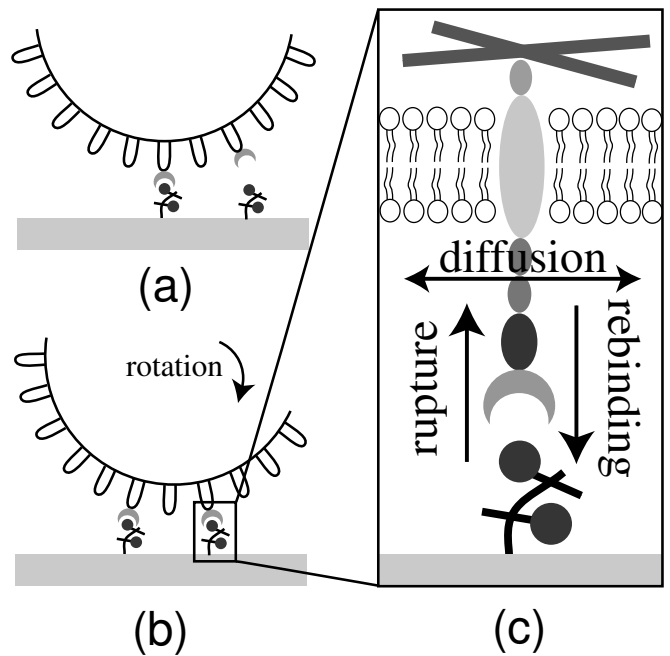 (a)
rotation
(b)
diffusion
rupture
rebinding
(c)